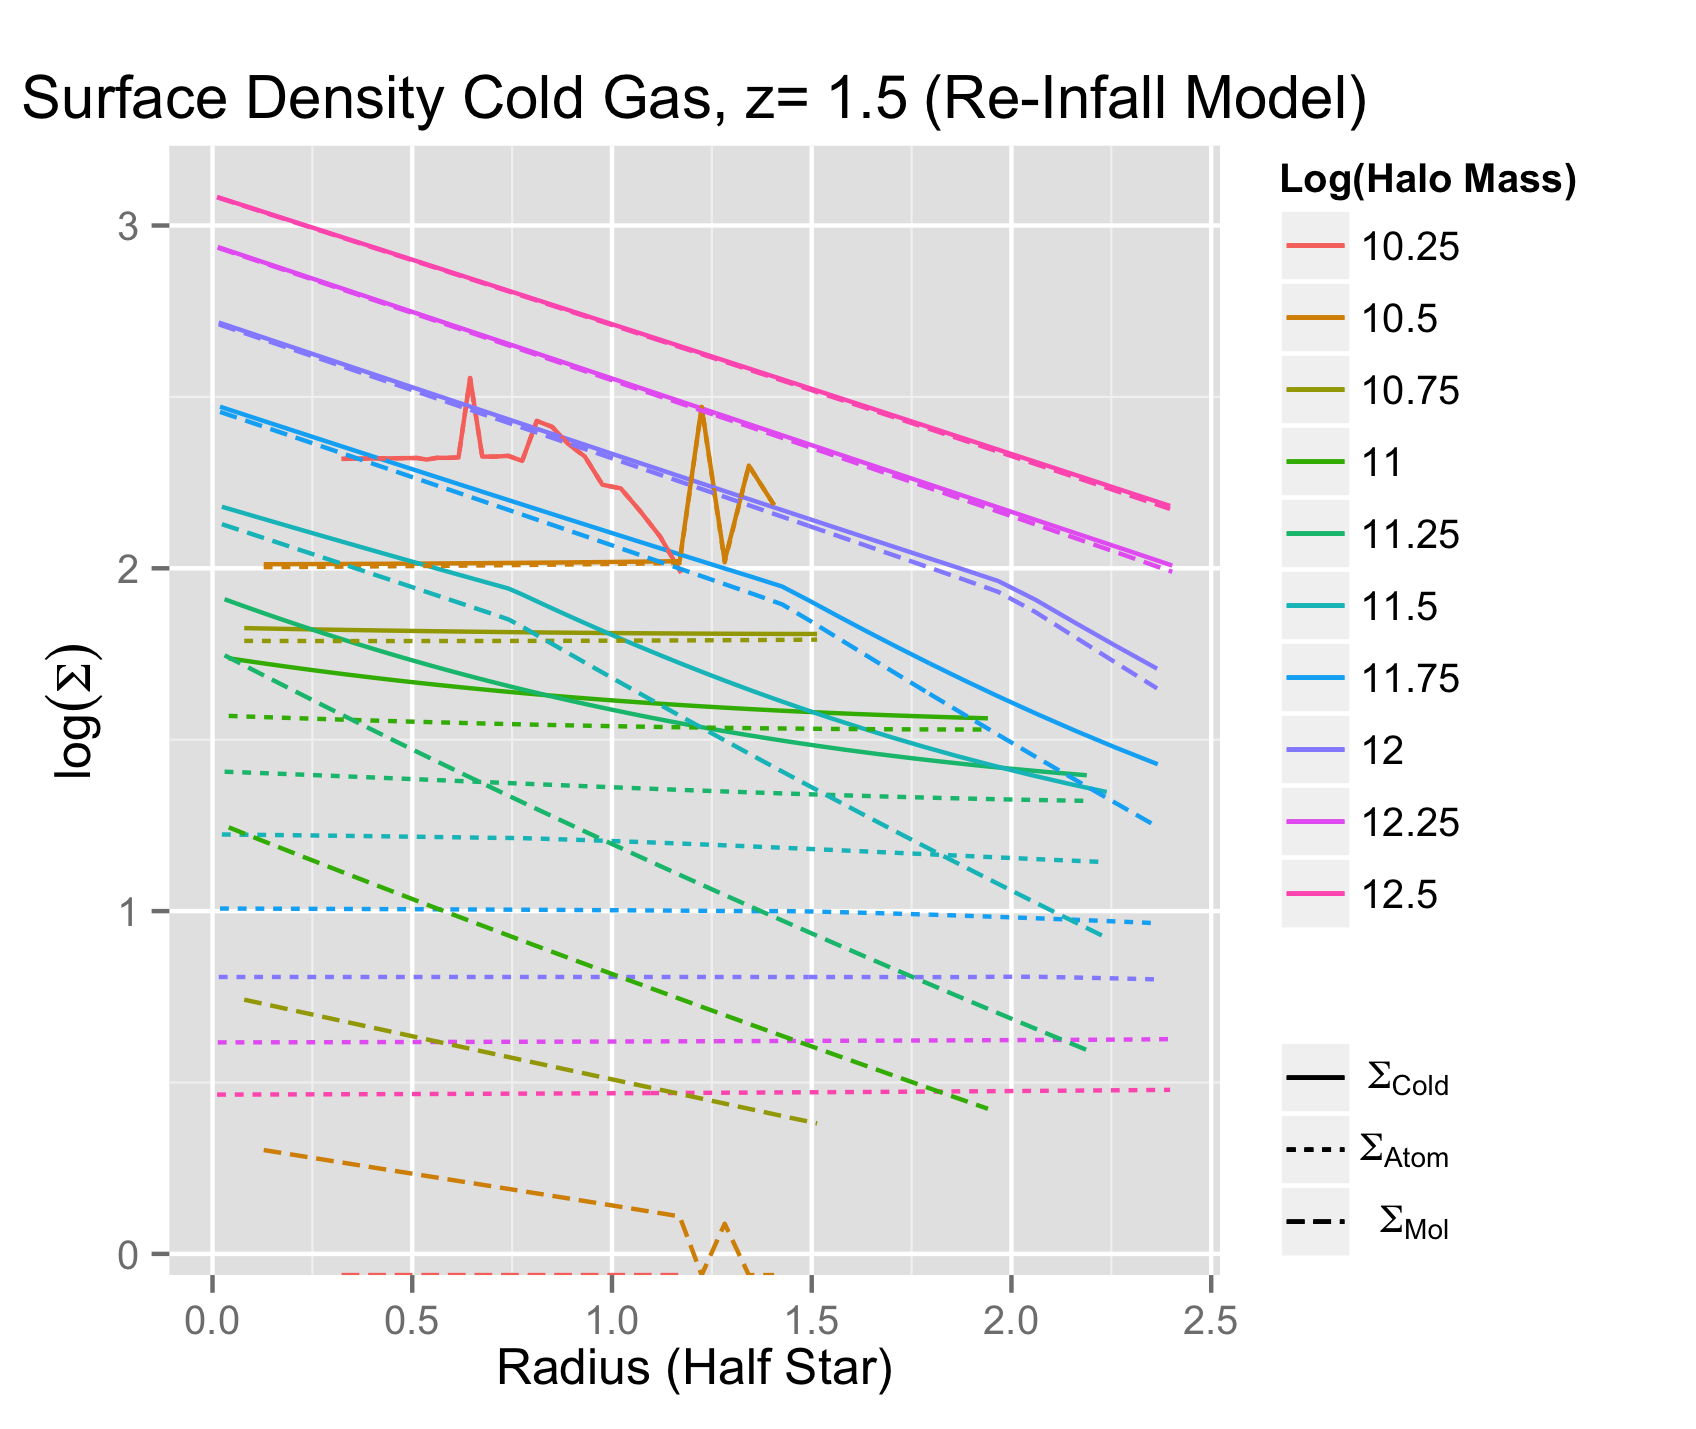 Surface Density Cold Gas, z= 1.5 (Re-Infall Model)
log(Σ)
3
2
1
0
0.0 0.5 1.0 1.5 2.0 2.5
Radius (Half Star)
Log(Halo Mass)
10.25
10.5
10.75
11
11.25
11.5
11.75
12
12.25
12.5
ΣCold
ΣAtom
ΣMol